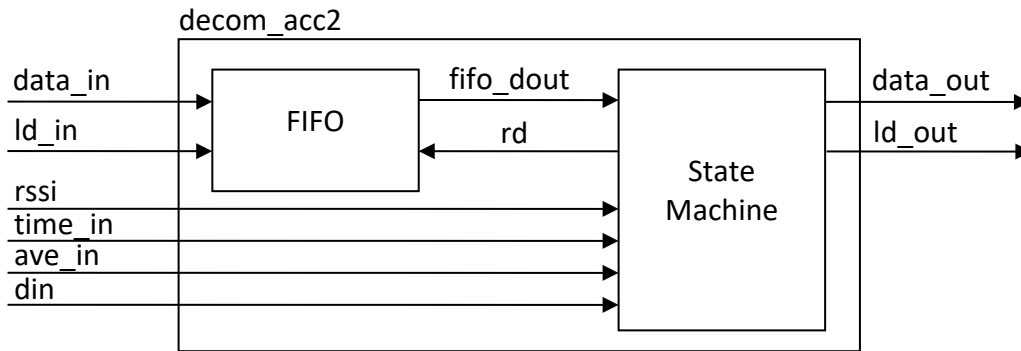 decom_acc2
data_in
fifo_dout
data_out
FIFO
ld_in
rd
ld_out
rssi
State
Machine
time_in
ave_in
din